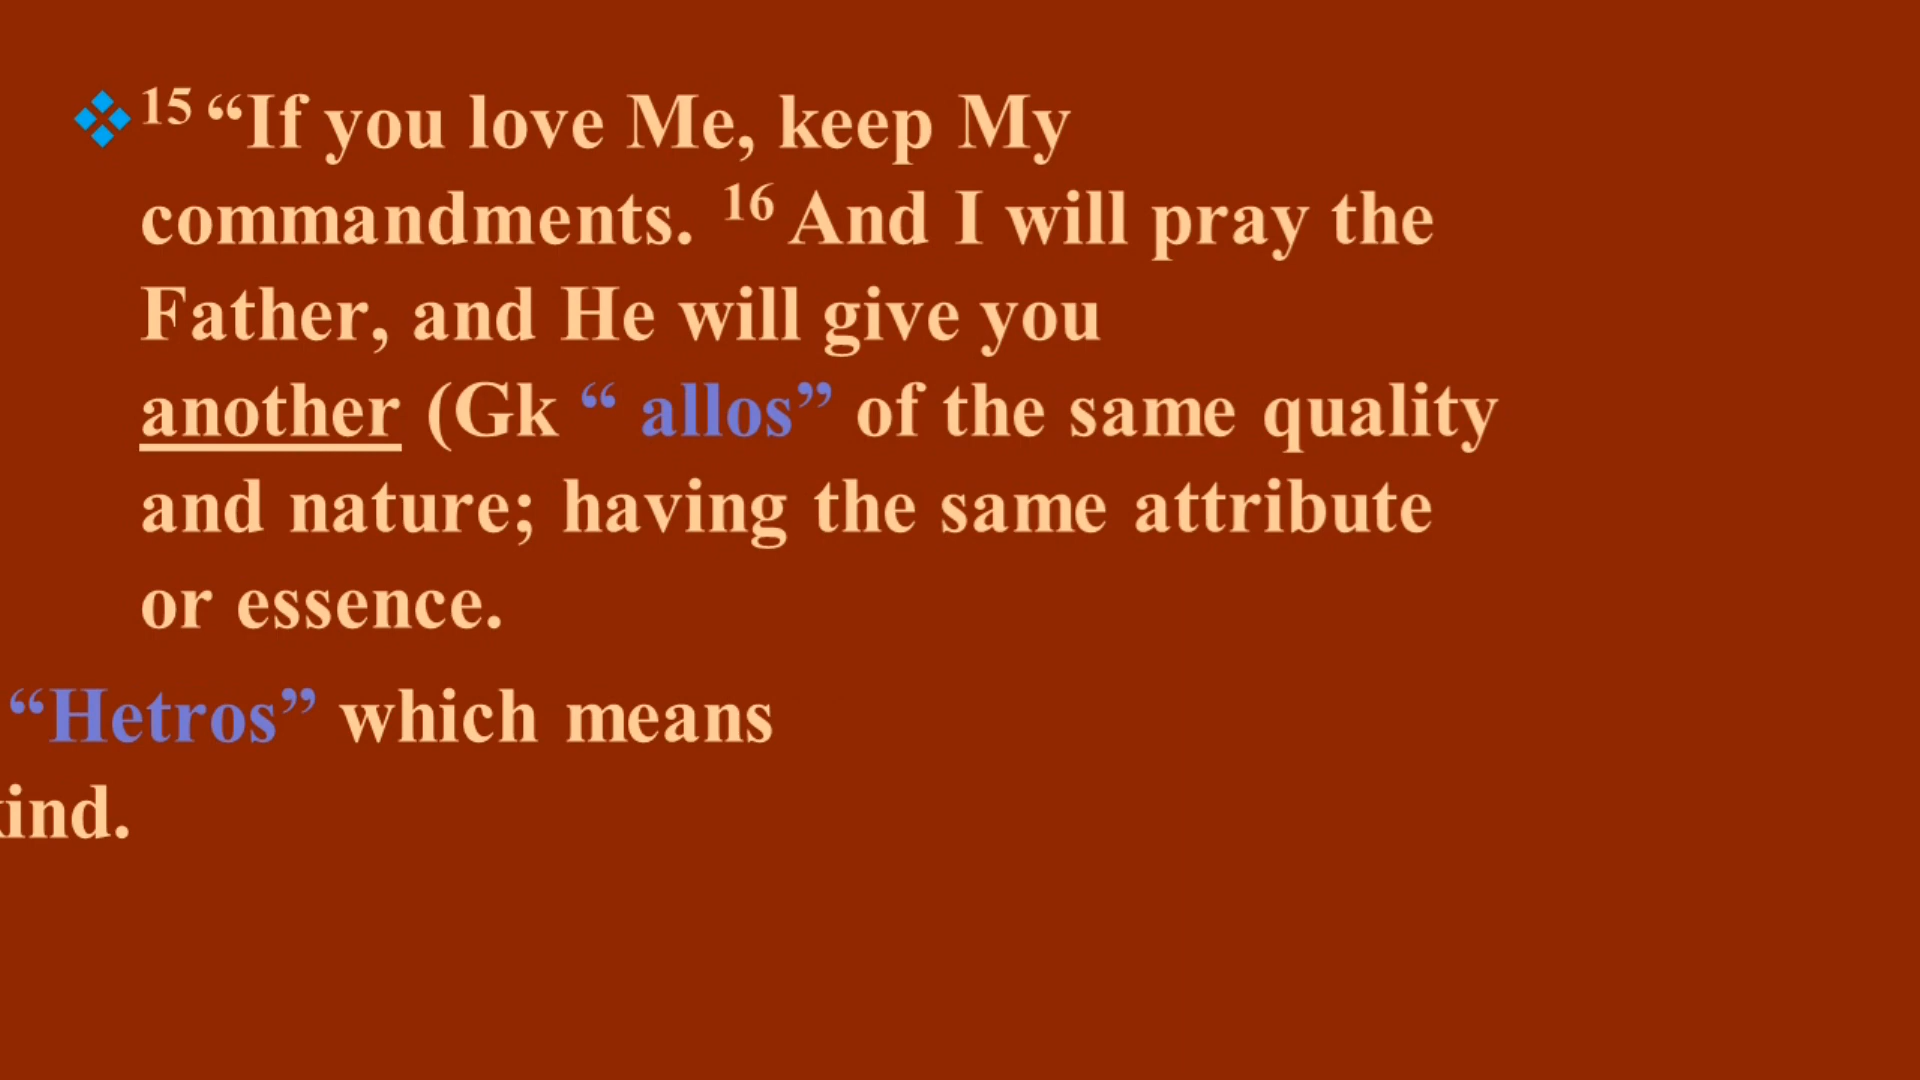 15 “If you love Me, keep My
commandments. 16 And I will pray the
Father, and He will give you
another (Gk “ allos” of the same quality
and nature; having the same attribute
or essence.
“Hetros” which means
kind.